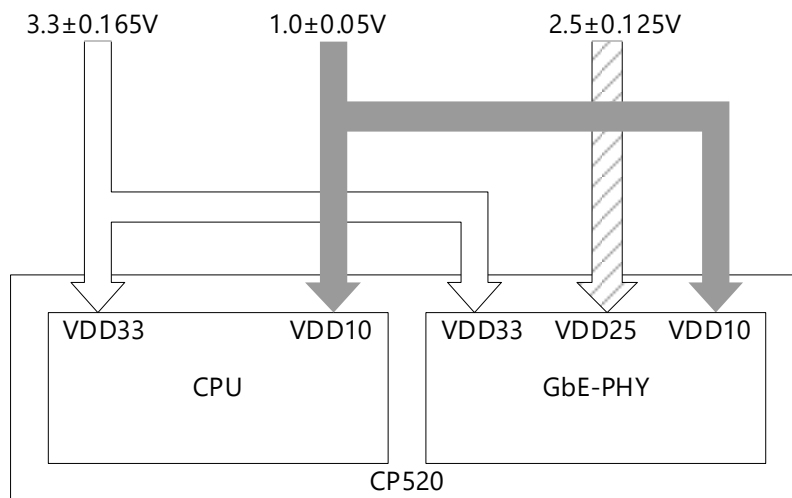 3.3±0.165V
1.0±0.05V
2.5±0.125V
VDD33
VDD10
VDD33
VDD25
VDD10
CPU
GbE-PHY
CP520